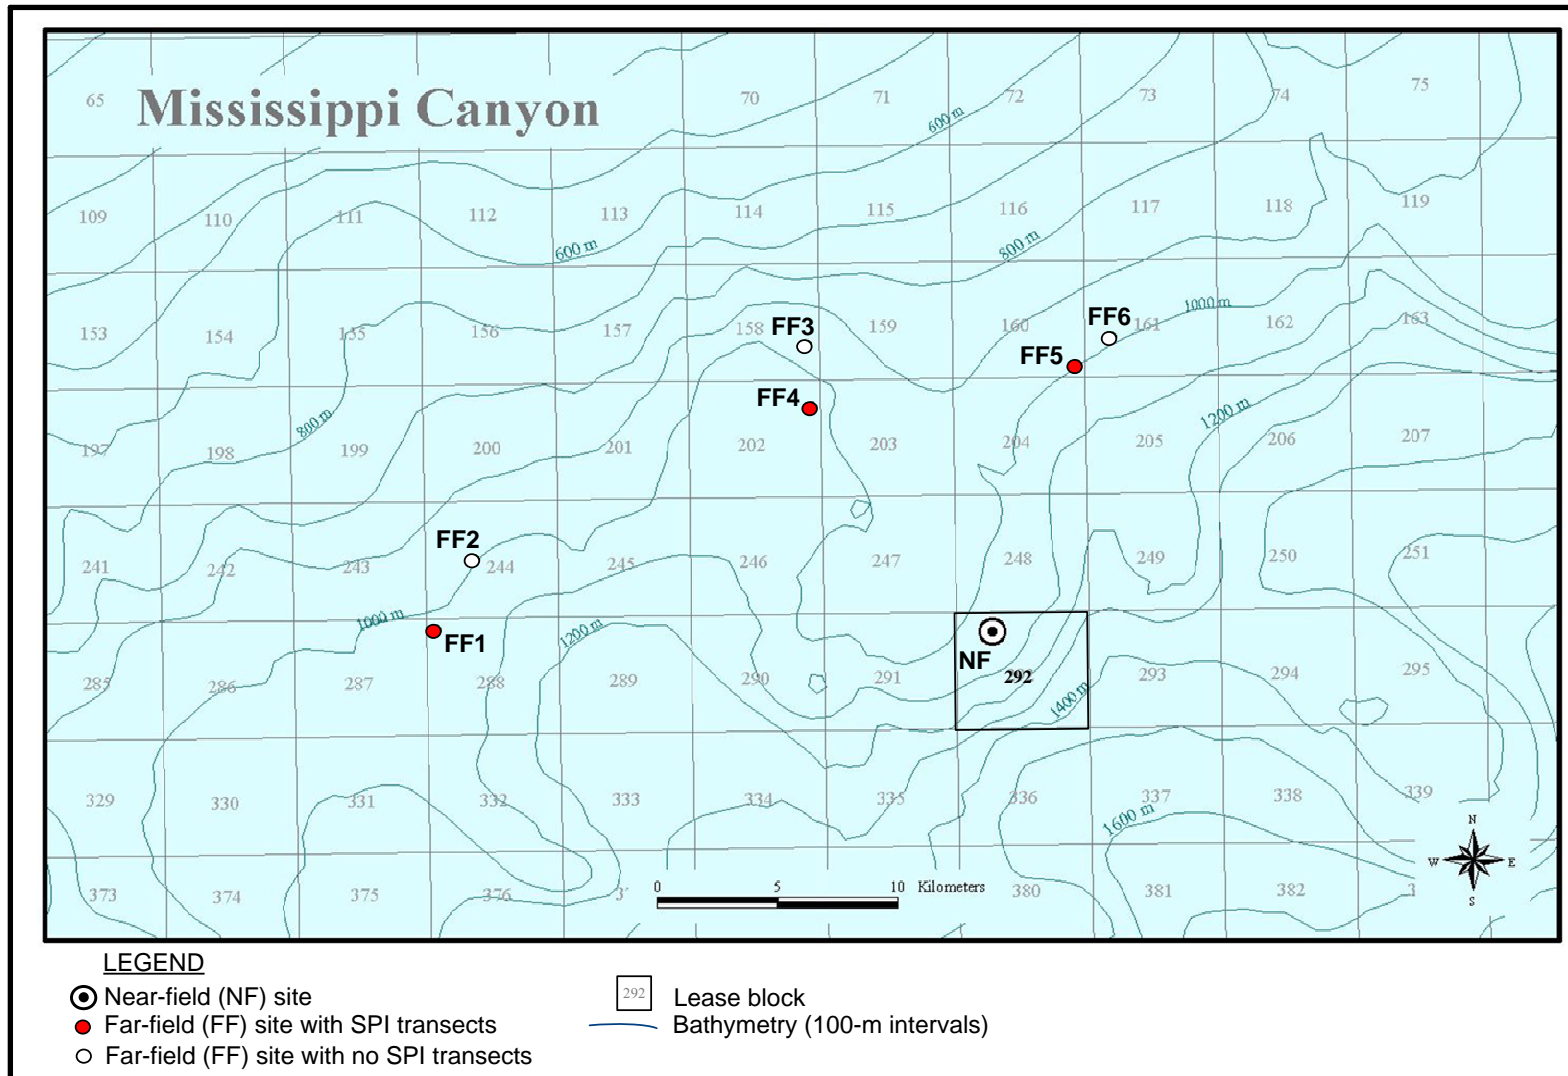 65 70 71 72 73 74 75
Mississippi Canyon
600 m
109 110 111 112 113 114 115 116 117 118 119
600 m 800 m
153 154 155 156 157 158 159 160 161 162 163
1000 m
FF3 FF6
FF5
FF4
800 m 1200 m
197 198 199 200 201 202 203 204 205 206 207
FF2
241 242 243 244 245 246 247 248 249 250 251
1000 m FF1 1200 m
NF
285 286 287 288 289 290 291 292 293 294 295
1400 m
329 330 331 332 333 334 335 336 337 338 339
1600 m
N
W E
S
373 374 375 376 380 381 382
0 5 10 Kilometers
LEGEND
Near-field (NF) site
Far-field (FF) site with SPI transects
Far-field (FF) site with no SPI transects
292 Lease block
Bathymetry (100-m intervals)